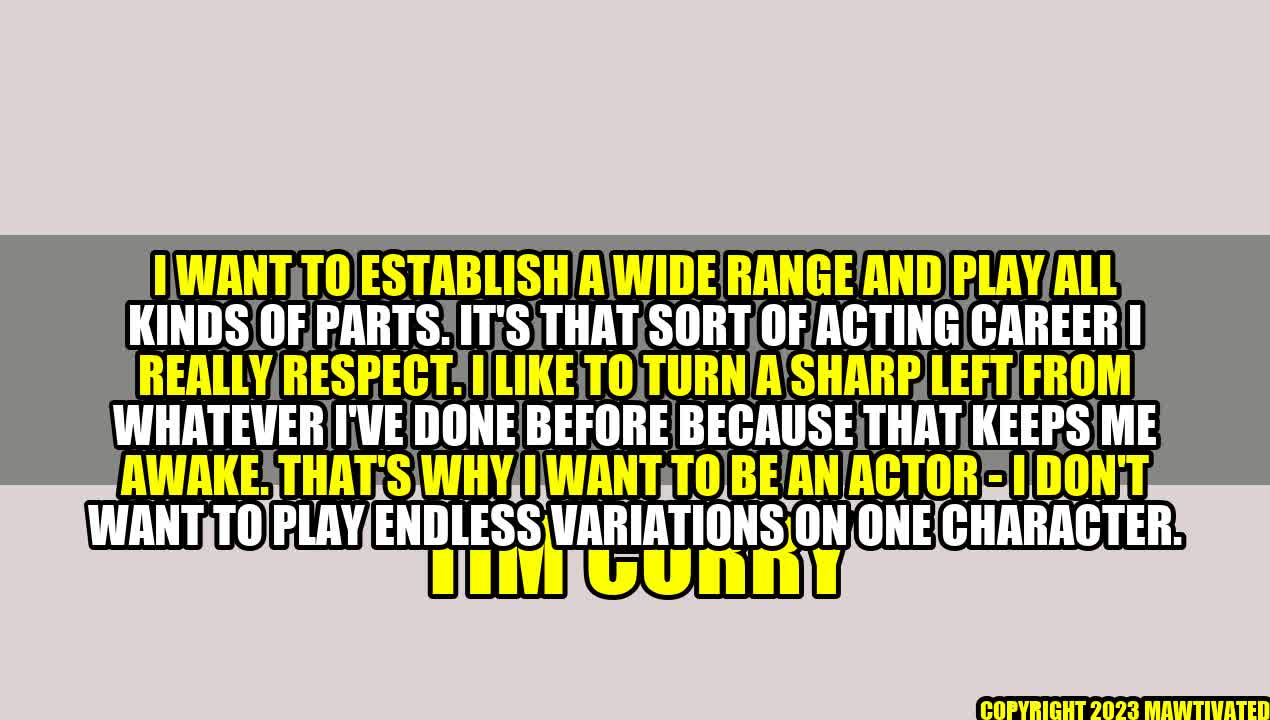 I WANT TO ESTABLISH A WIDE RANGE AND PLAY ALL
KINDS OF PARTS. IT'S THAT SORT OF ACTING CAREER I
REALLY RESPECT. I LIKE TO TURN A SHARP LEFT FROM
WHATEVER I'VE DONE BEFORE BECAUSE THAT KEEPS ME
AWAKE. THAT'S WHY I WANT TO BE AN ACTOR - I DON'T
WANT TO PLAY ENDLESS VARIATIONS ON ONE CHARACTER.
TIM CURRY
COPYRIGHT 2023 MAWTIVATED